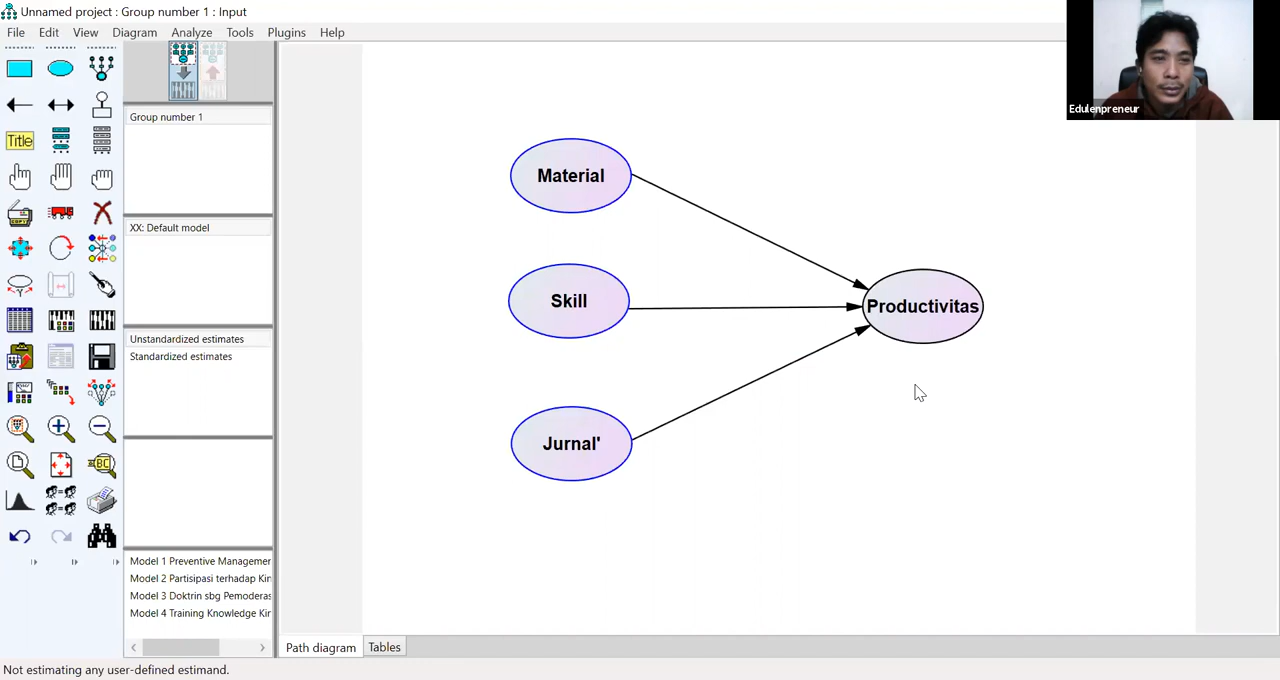 Unnamed project : Group number 1 : Input
File Edit View Diagram Analyze Tools Plugins Help
Edulenpreneur
Title
Group number 1
XX: Default model
Unstandardized estimates
Standardized estimates
Model 1 Preventive Managemer
Model 2 Partisipasi terhadap Kin
Model 3 Doktrin sbg Pemoderas
Model 4 Training Knowledge Kir
Material
Skill
Jurnal'
Productivitas
Path diagram Tables
Not estimating any user-defined estimand.